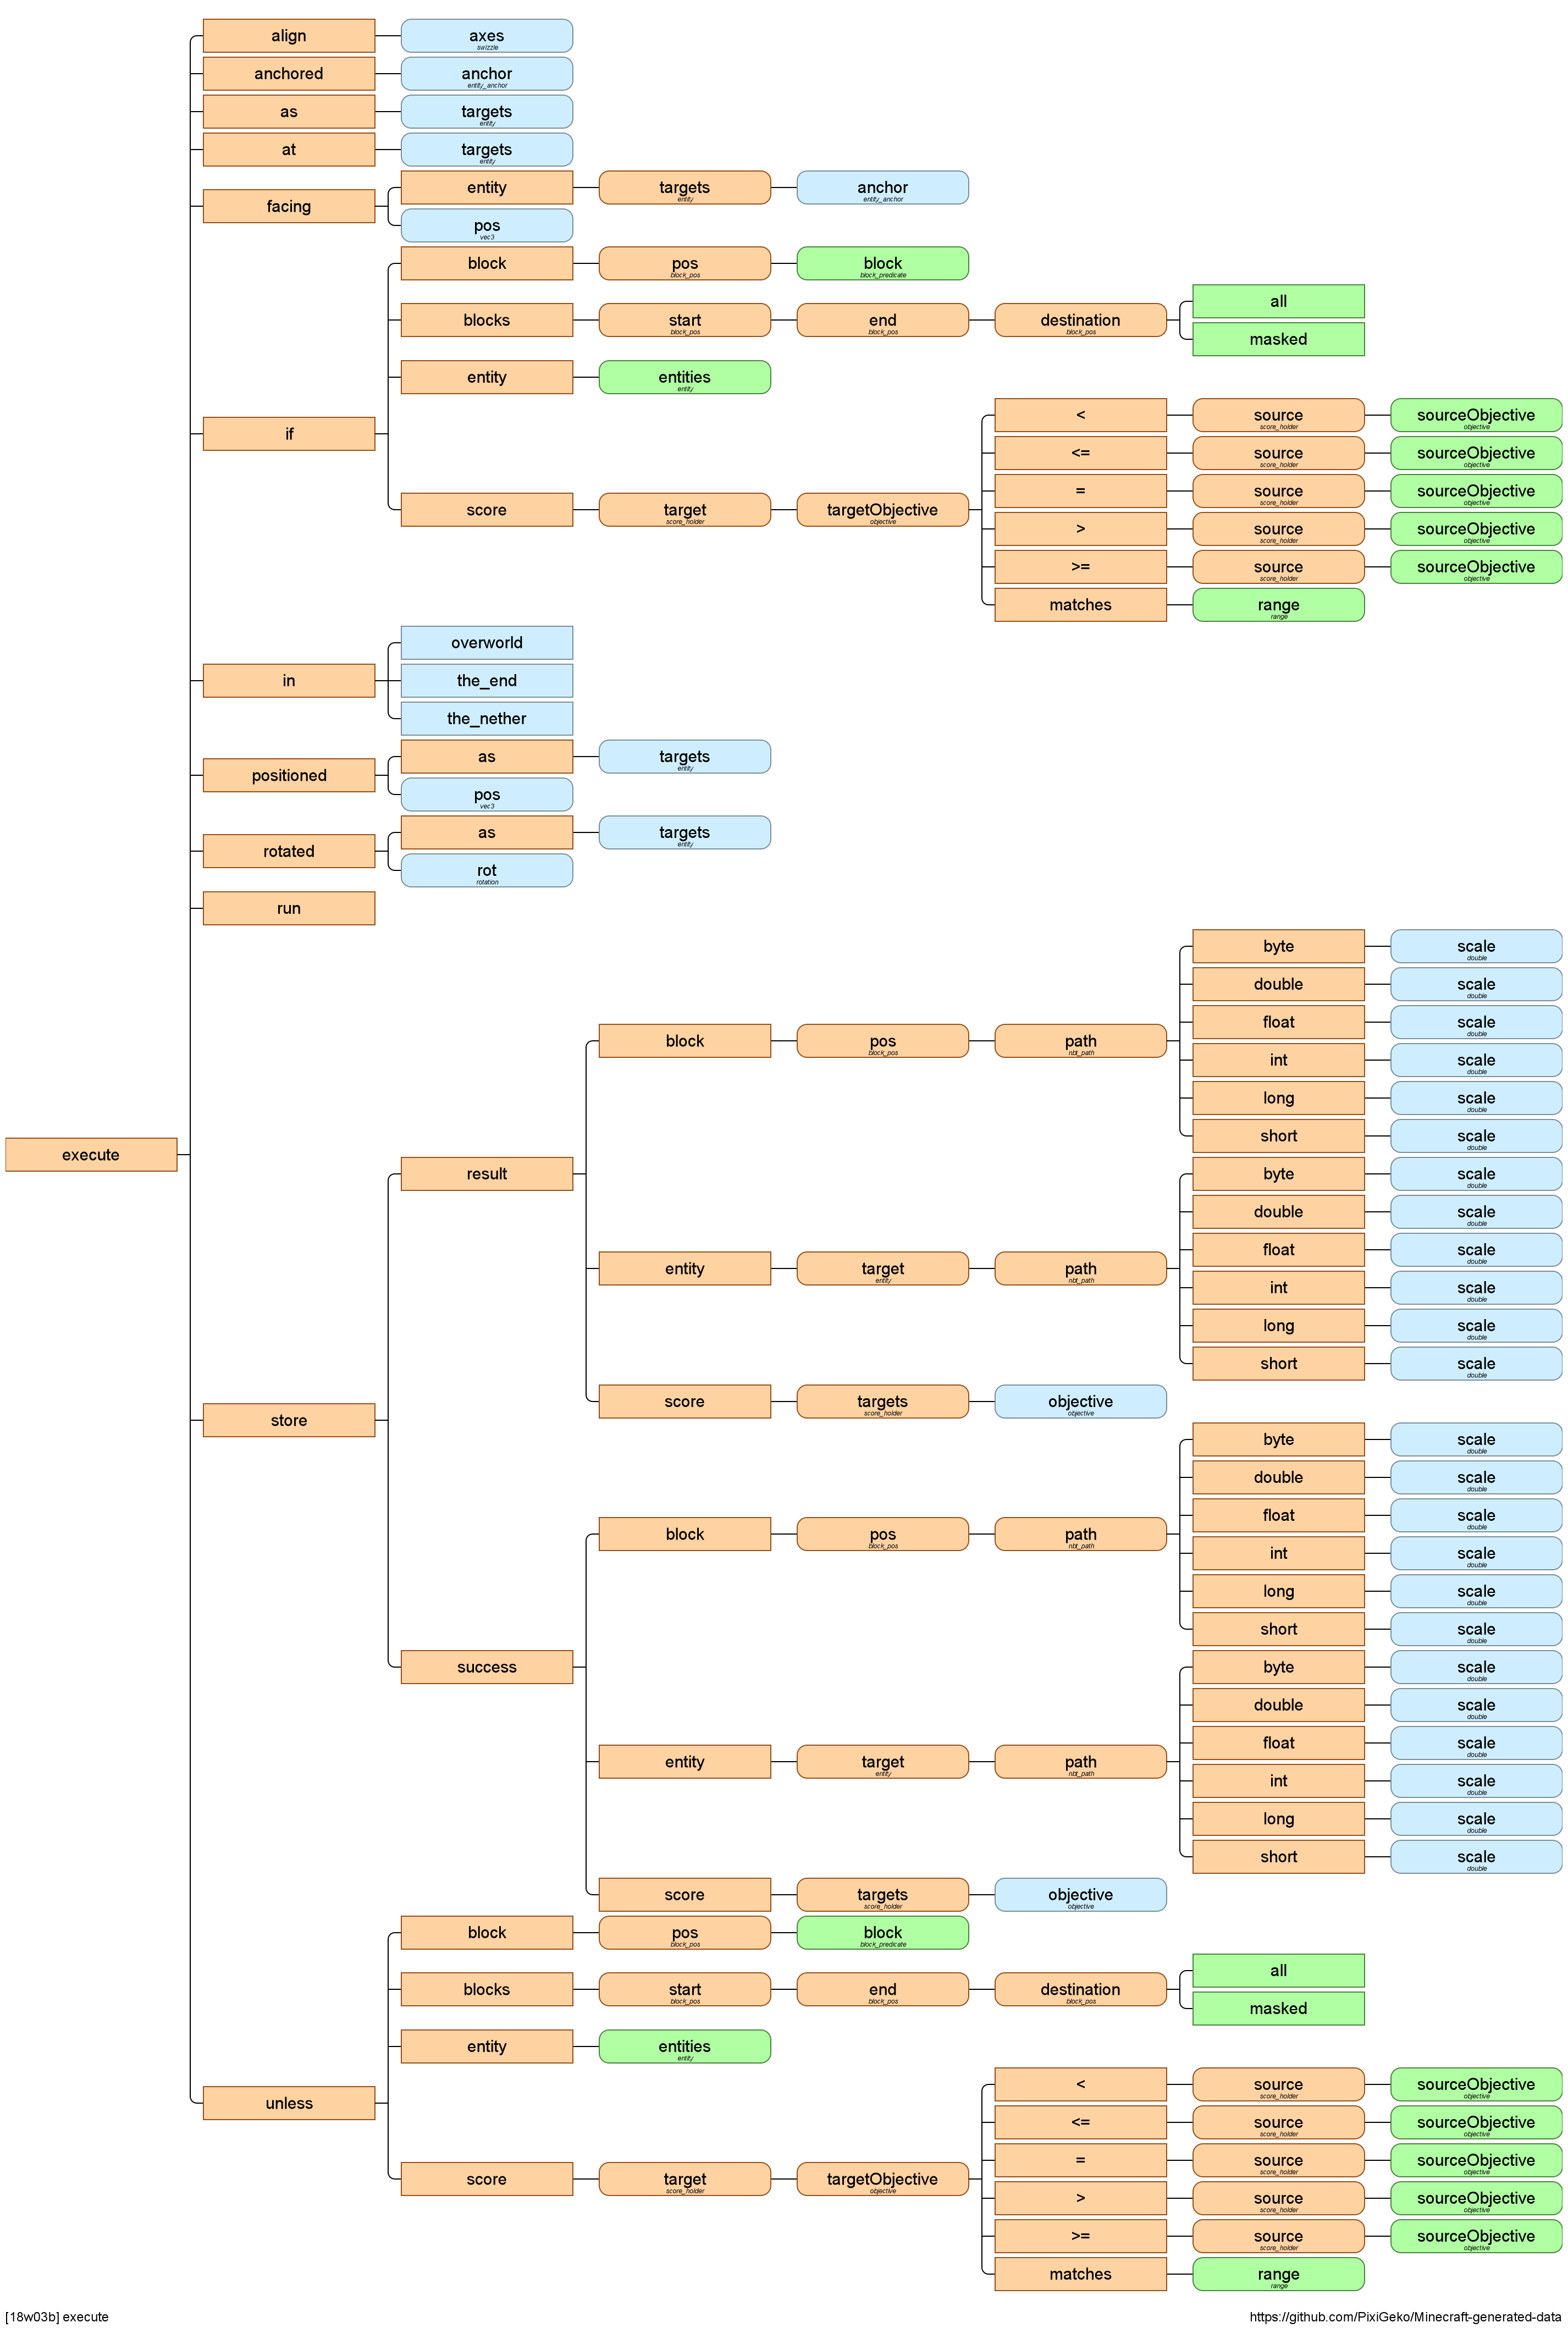 align
axes
swizzle
anchored
anchor
entity_anchor
as
targets
entity
at
targets
entity
facing
entity
targets
entity
anchor
entity_anchor
pos
vec3
if
block
pos
block_pos
block
block_predicate
blocks
start
block_pos
end
block_pos
destination
block_pos
all
masked
entity
entities
entity
score
target
score_holder
targetObjective
objective
<
source
score_holder
sourceObjective
objective
<=
source
score_holder
sourceObjective
objective
=
source
score_holder
sourceObjective
objective
>
source
score_holder
sourceObjective
objective
>=
source
score_holder
sourceObjective
objective
matches
range
range
in
overworld
the_end
the_nether
positioned
as
targets
entity
pos
vec3
rotated
as
targets
entity
rot
rotation
run
execute
store
result
block
pos
block_pos
path
nbt_path
byte
scale
double
double
scale
double
float
scale
double
int
scale
double
long
scale
double
short
scale
double
entity
target
entity
path
nbt_path
byte
scale
double
double
scale
double
float
scale
double
int
scale
double
long
scale
double
short
scale
double
score
targets
score_holder
objective
objective
success
block
pos
block_pos
path
nbt_path
byte
scale
double
double
scale
double
float
scale
double
int
scale
double
long
scale
double
short
scale
double
entity
target
entity
path
nbt_path
byte
scale
double
double
scale
double
float
scale
double
int
scale
double
long
scale
double
short
scale
double
score
targets
score_holder
objective
objective
unless
block
pos
block_pos
block
block_predicate
blocks
start
block_pos
end
block_pos
destination
block_pos
all
masked
entity
entities
entity
score
target
score_holder
targetObjective
objective
<
source
score_holder
sourceObjective
objective
<=
source
score_holder
sourceObjective
objective
=
source
score_holder
sourceObjective
objective
>
source
score_holder
sourceObjective
objective
>=
source
score_holder
sourceObjective
objective
matches
range
range
[18w03b] execute
https://github.com/PixiGeko/Minecraft-generated-data